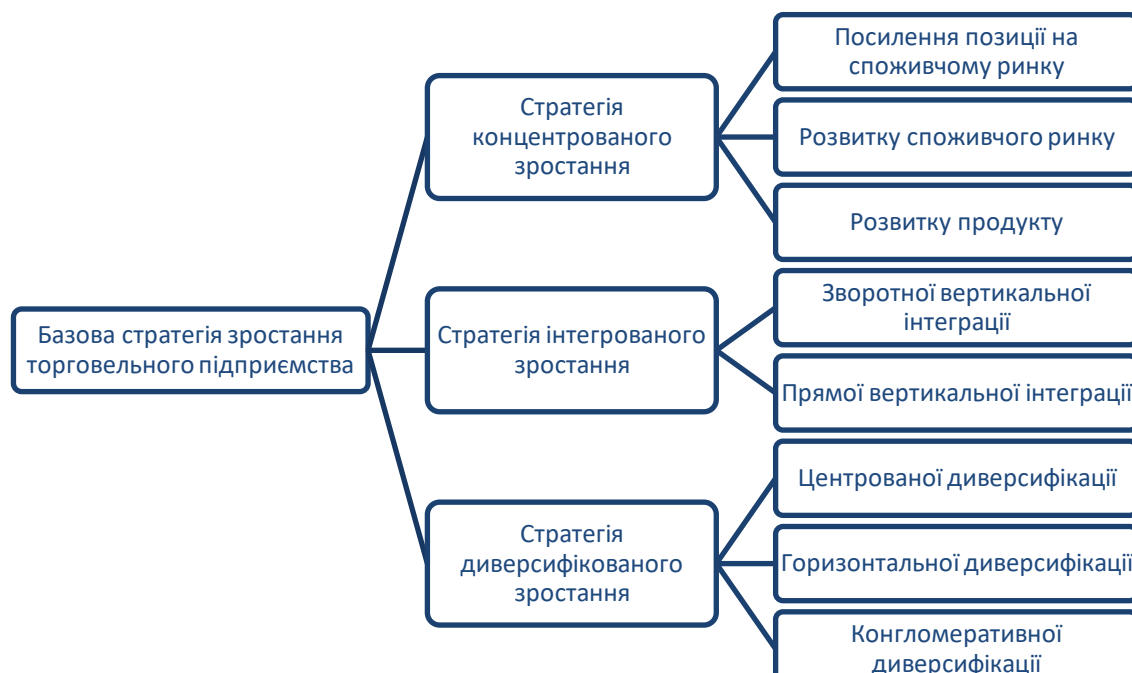 Базова стратегія зростання
торговельного підприємства
Стратегія
концентрованого
зростання
Посилення позиції на
споживчому ринку
Розвитку споживчого ринку
Розвитку продукту
Стратегія інтегрованого
зростання
Зворотної вертикальної
інтеграції
Прямої вертикальної інтеграції
Стратегія
диверсифікованого
зростання
Центрованої диверсифікації
Горизонтальної диверсифікації
Конгломеративної
диверсифікації